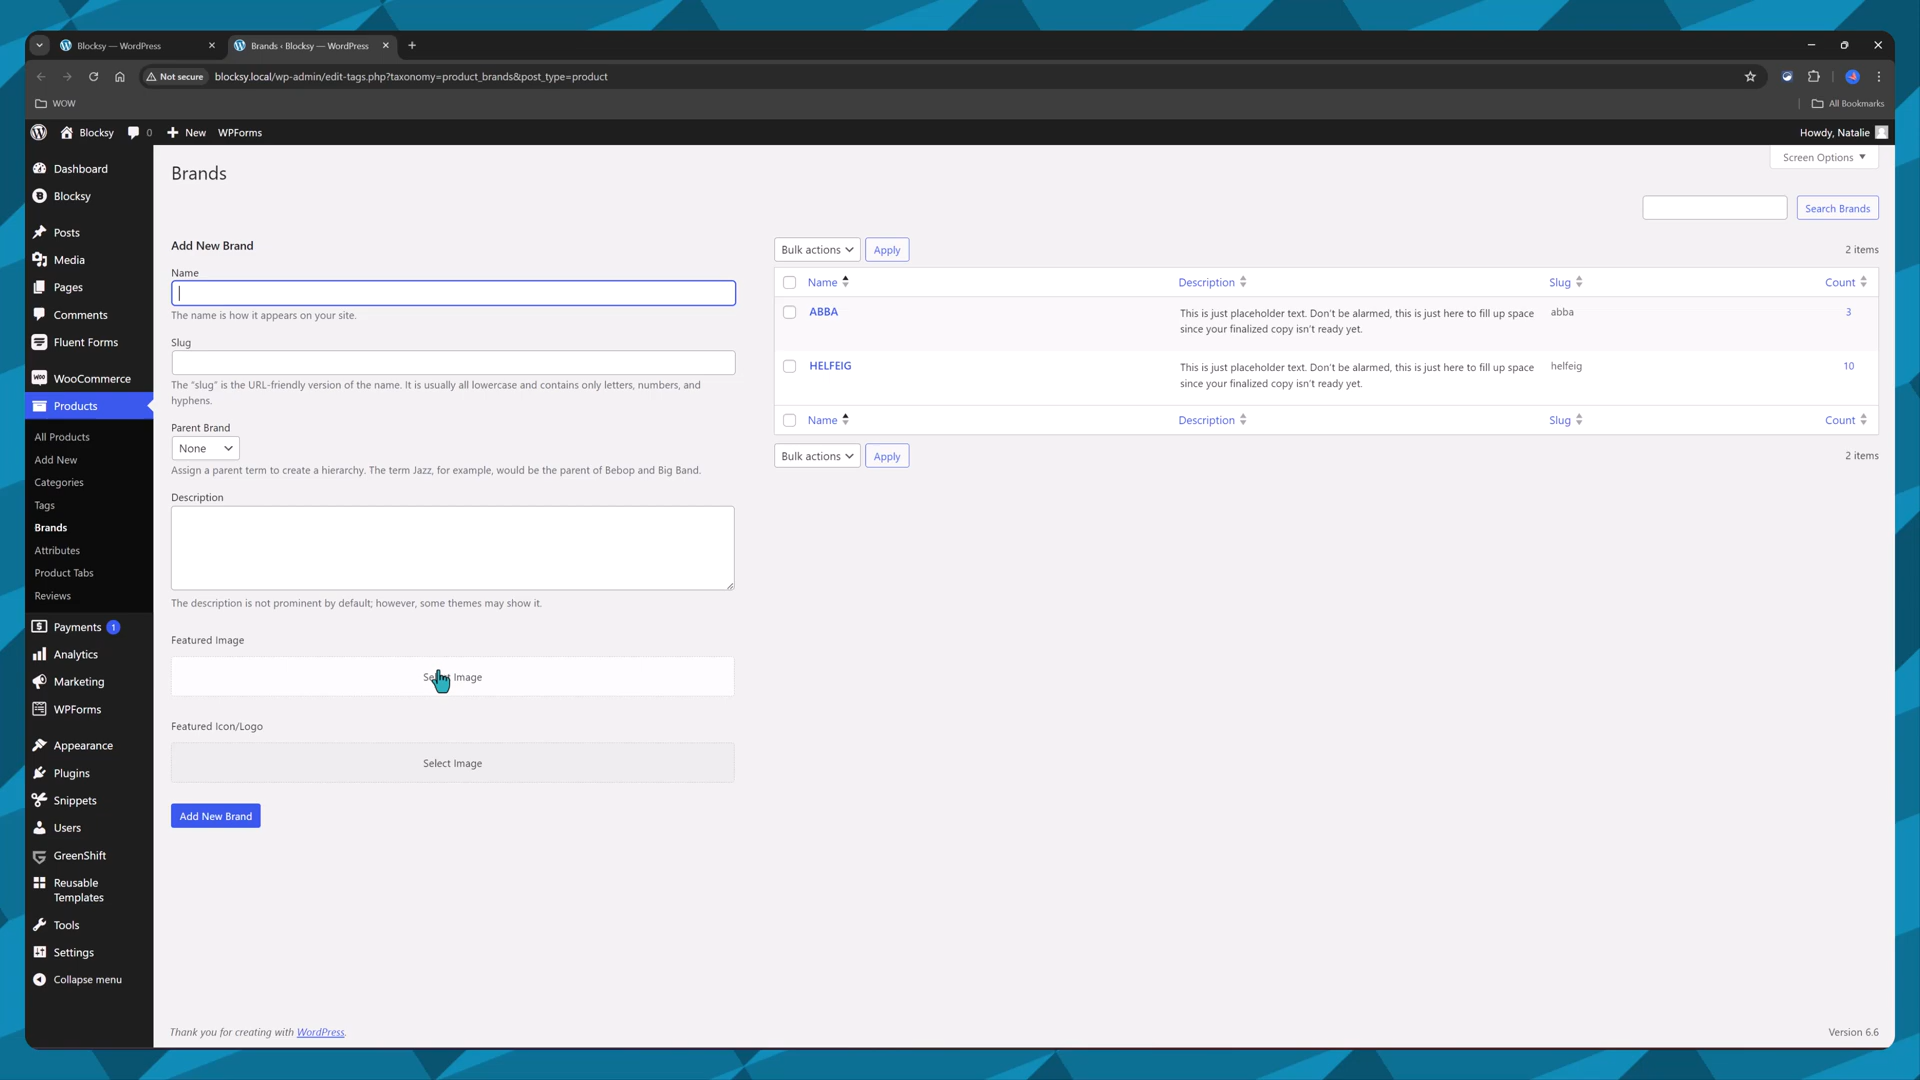 Blocksy — WordPress
Brands ‹ Blocksy — WordPress
Not secure
blocksy.local/wp-admin/edit-tags.php?taxonomy=product_brands&post_type=product
WOW
All Bookmarks
Blocksy
0
New
WPForms
Howdy, Natalie
Dashboard
Blocksy
Posts
Media
Pages
Comments
Fluent Forms
WooCommerce
Products
All Products
Add New
Categories
Tags
Brands
Attributes
Product Tabs
Reviews
Payments 1
Analytics
Marketing
WPForms
Appearance
Plugins
Snippets
Users
GreenShift
Reusable
Templates
Tools
Settings
Collapse menu
Brands
Screen Options
Search Brands
Add New Brand
Name
The name is how it appears on your site.
Slug
The “slug” is the URL-friendly version of the name. It is usually all lowercase and contains only letters, numbers, and
hyphens.
Parent Brand
None
Assign a parent term to create a hierarchy. The term Jazz, for example, would be the parent of Bebop and Big Band.
Description
The description is not prominent by default; however, some themes may show it.
Featured Image
Select Image
Featured Icon/Logo
Select Image
Add New Brand
Bulk actions
Apply
2 items
Name
Description
Slug
Count
ABBA
This is just placeholder text. Don’t be alarmed, this is just here to fill up space
since your finalized copy isn’t ready yet.
abba
3
HELFEIG
This is just placeholder text. Don’t be alarmed, this is just here to fill up space
since your finalized copy isn’t ready yet.
helfeig
10
Name
Description
Slug
Count
Bulk actions
Apply
2 items
Thank you for creating with WordPress.
Version 6.6